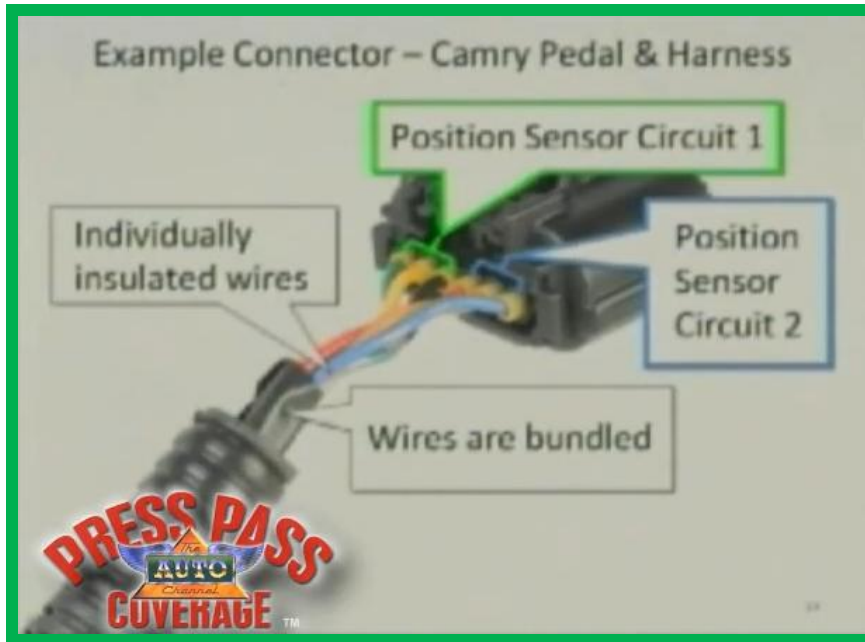 Example Connector – Camry Pedal & Harness
Position Sensor Circuit 1
Individually
insulated wires
Position
Sensor
Circuit 2
Wires are bundled
PRESS PASS
The
AUTO
Channel
COVERAGE TM